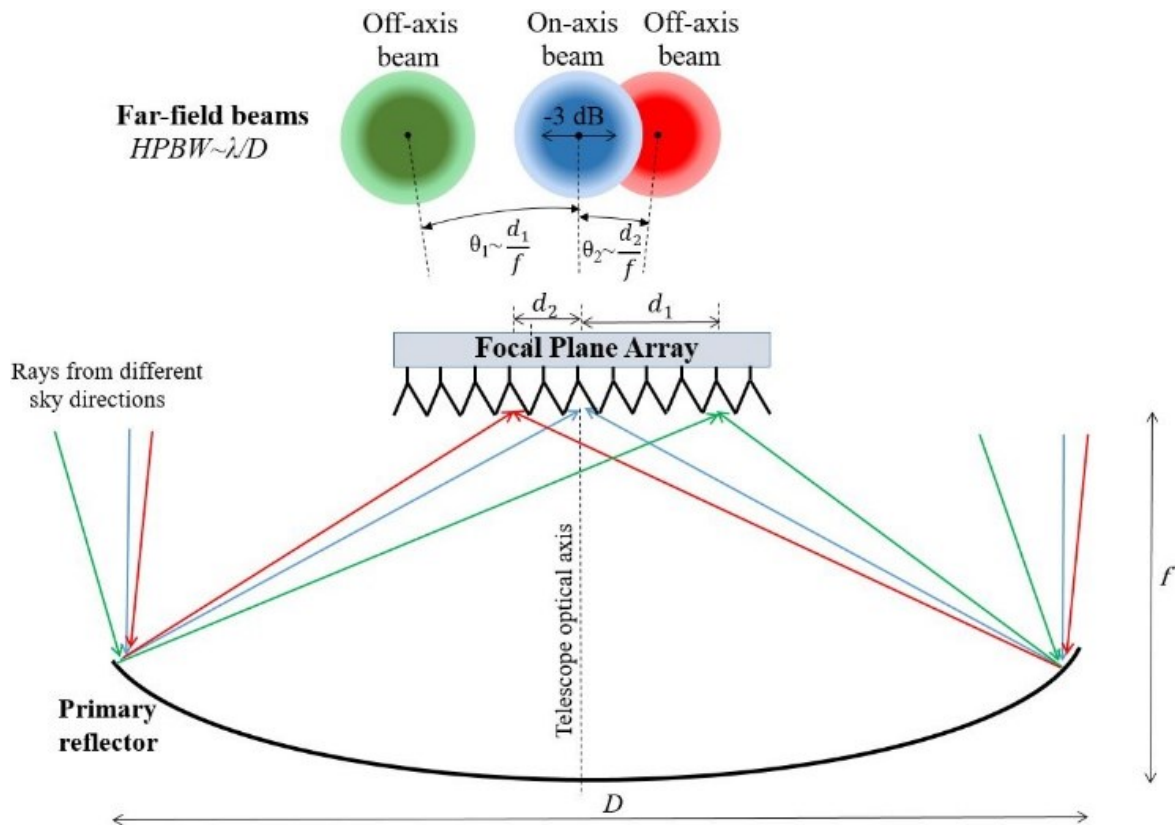 Off-axis
beam
On-axis
beam
Off-axis
beam
Far-field beams
HPBW~λ/D
-3 dB
θ₁~d₁/f
θ₂~d₂/f
d₂
d₁
Focal Plane Array
Rays from different
sky directions
Telescope optical axis
f
Primary
reflector
D